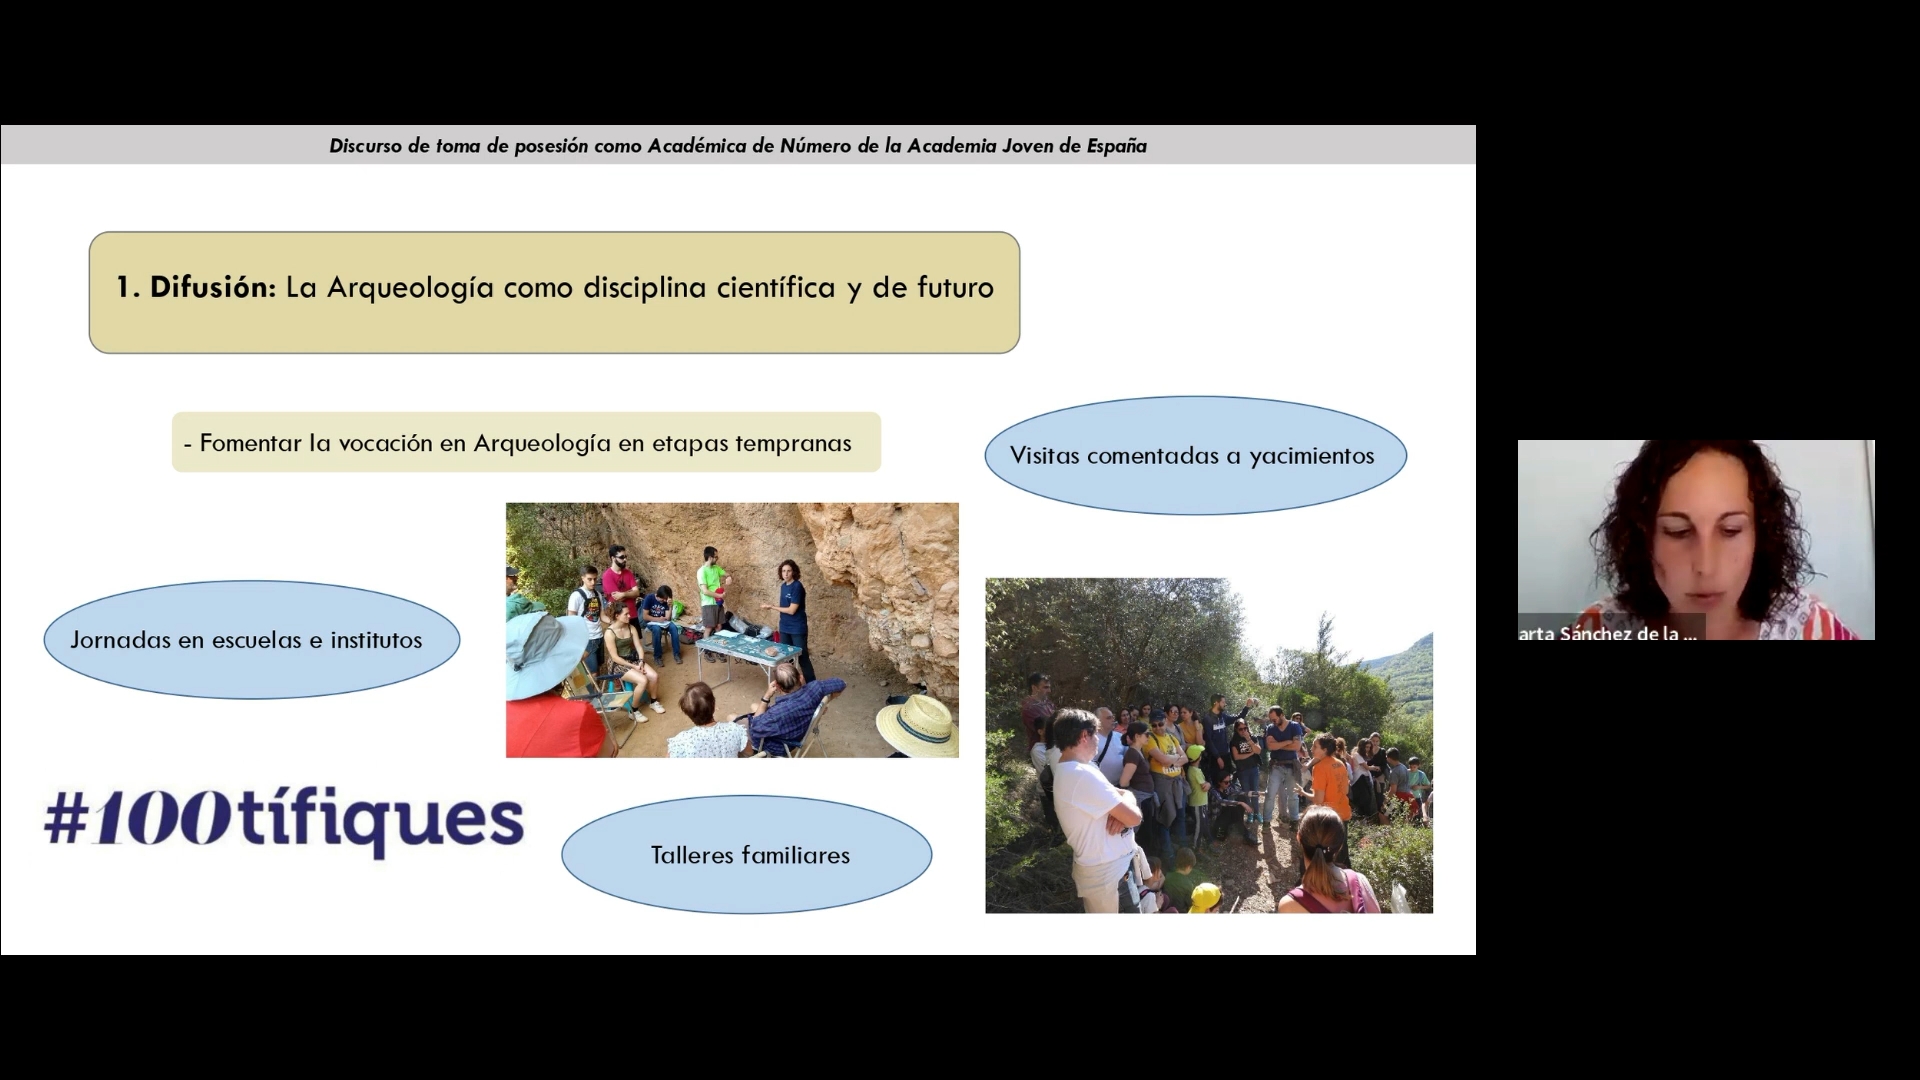 Discurso de toma de posesión como Académica de Número de la Academia Joven de España
1. Difusión: La Arqueología como disciplina científica y de futuro
- Fomentar la vocación en Arqueología en etapas tempranas
Visitas comentadas a yacimientos
Jornadas en escuelas e institutos
#100tífiques
Talleres familiares
arta Sánchez de la ...